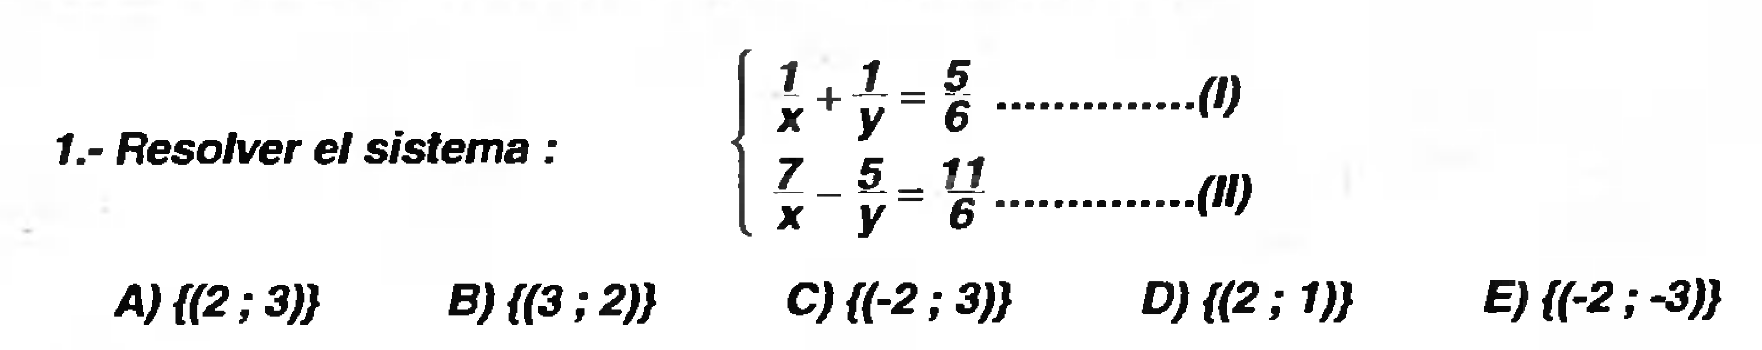 1.- Resolver el sistema :
1/x + 1/y = 5/6 ..............(I)
7/x − 5/y = 11/6 ..............(II)
A) {(2 ; 3)} B) {(3 ; 2)} C) {(-2 ; 3)} D) {(2 ; 1)} E) {(-2 ; -3)}